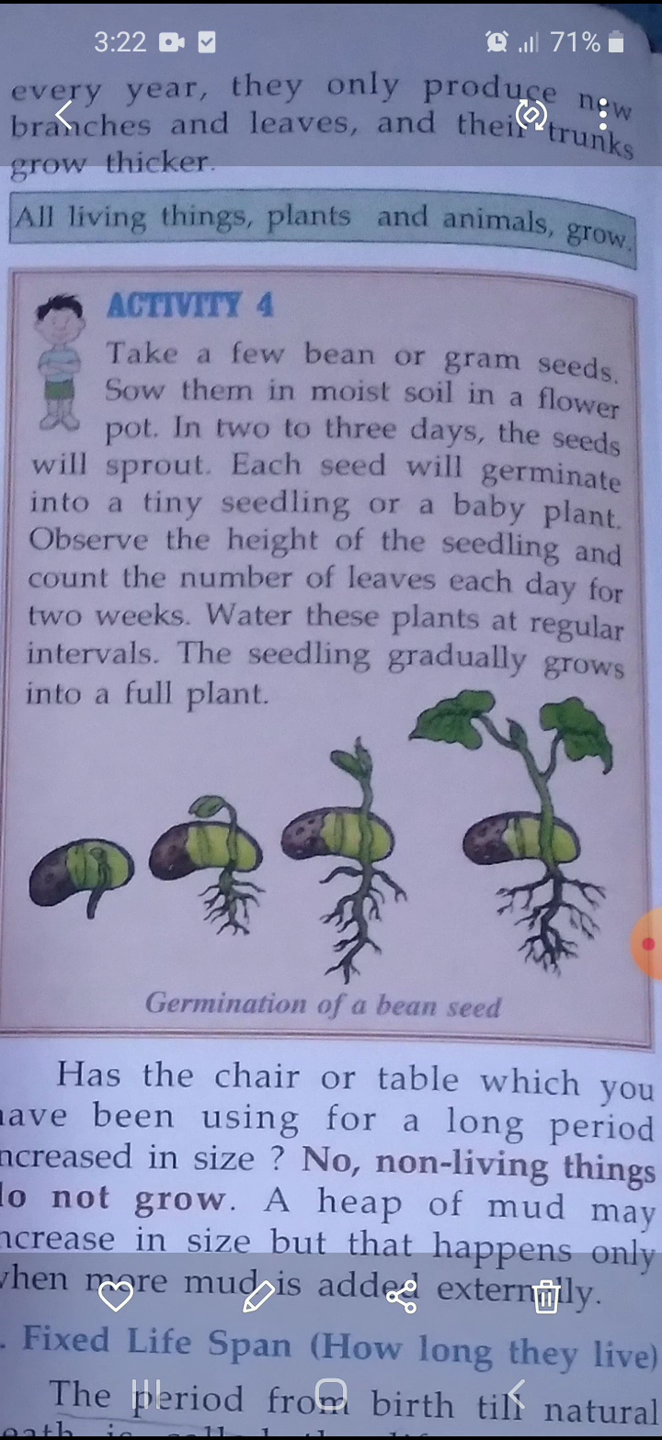 3:22 71%
every year, they only produce new
branches and leaves, and their trunks
grow thicker.
All living things, plants and animals, grow.
ACTIVITY 4
Take a few bean or gram seeds.
Sow them in moist soil in a flower
pot. In two to three days, the seeds
will sprout. Each seed will germinate
into a tiny seedling or a baby plant.
Observe the height of the seedling and
count the number of leaves each day for
two weeks. Water these plants at regular
intervals. The seedling gradually grows
into a full plant.
Germination of a bean seed
Has the chair or table which you
ave been using for a long period
ncreased in size ? No, non-living things
lo not grow. A heap of mud may
ncrease in size but that happens only
when more mud is added externally.
. Fixed Life Span (How long they live)
The period from birth till natural